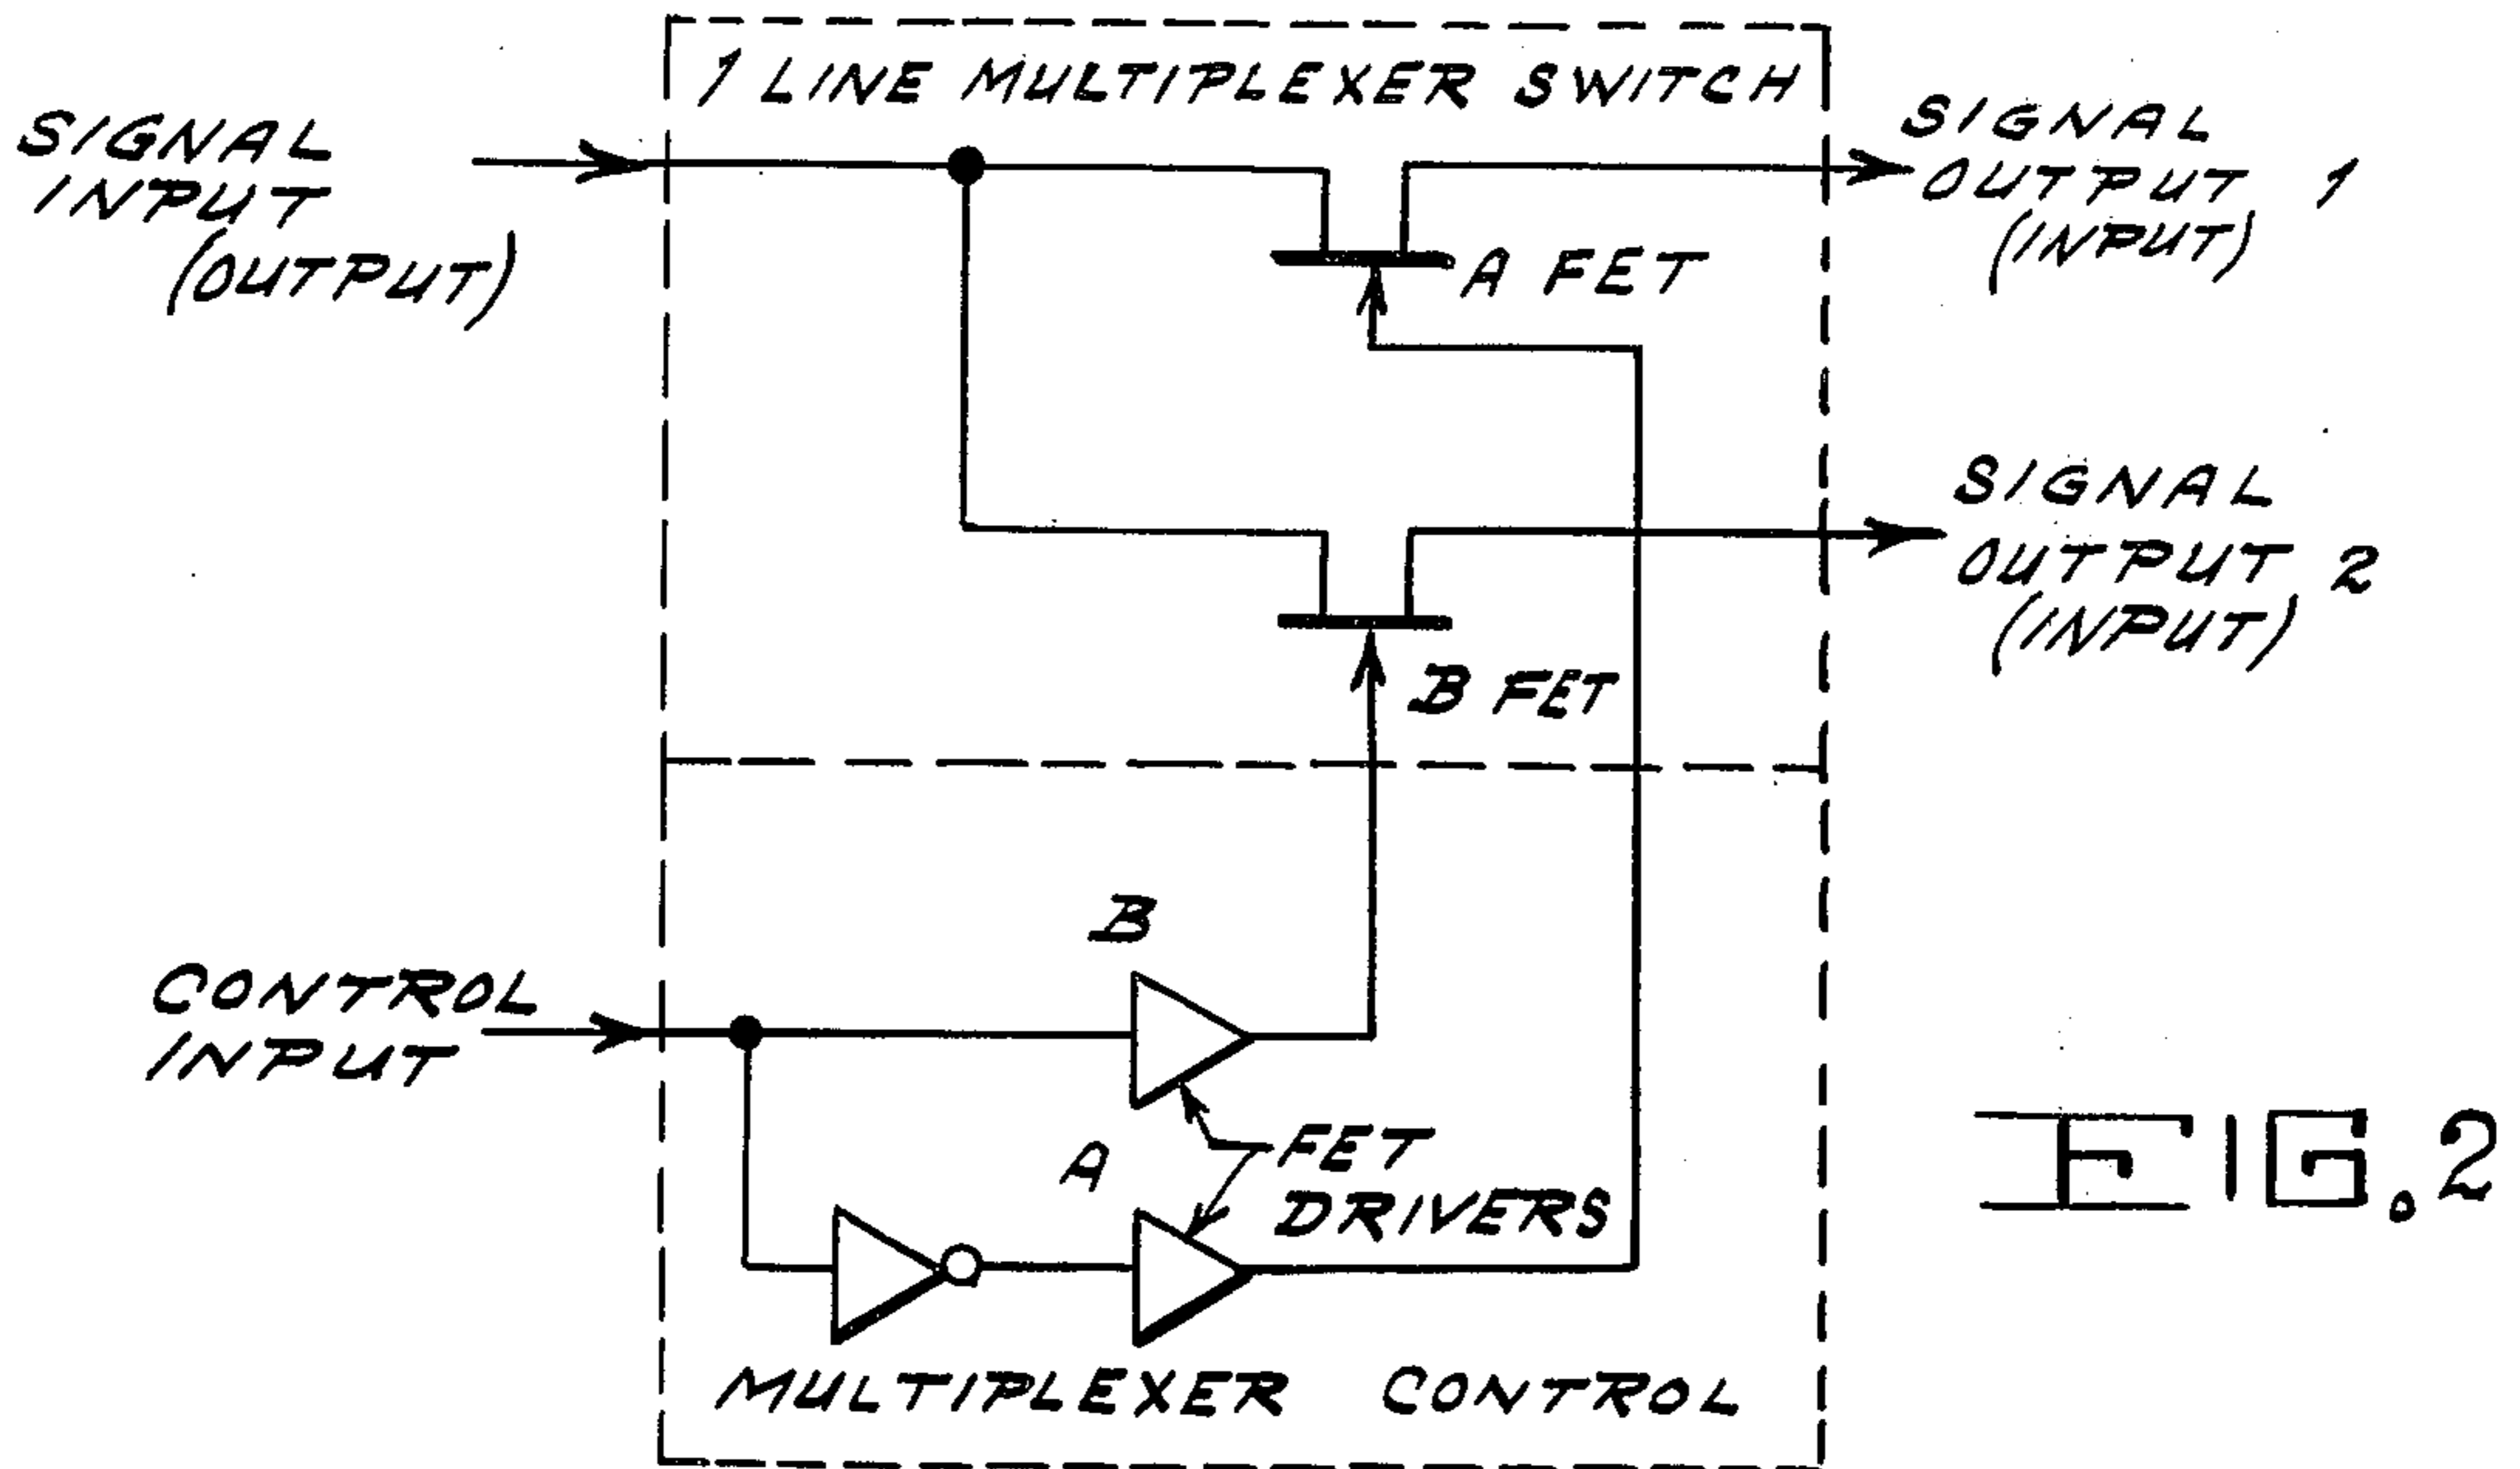 1 LINE MULTIPLEXER SWITCH
SIGNAL
INPUT
(OUTPUT)
SIGNAL
OUTPUT 1
(INPUT)
A FET
SIGNAL
OUTPUT 2
(INPUT)
B FET
B
CONTROL
INPUT
A
FET
DRIVERS
MULTIPLEXER CONTROL
FIG. 2